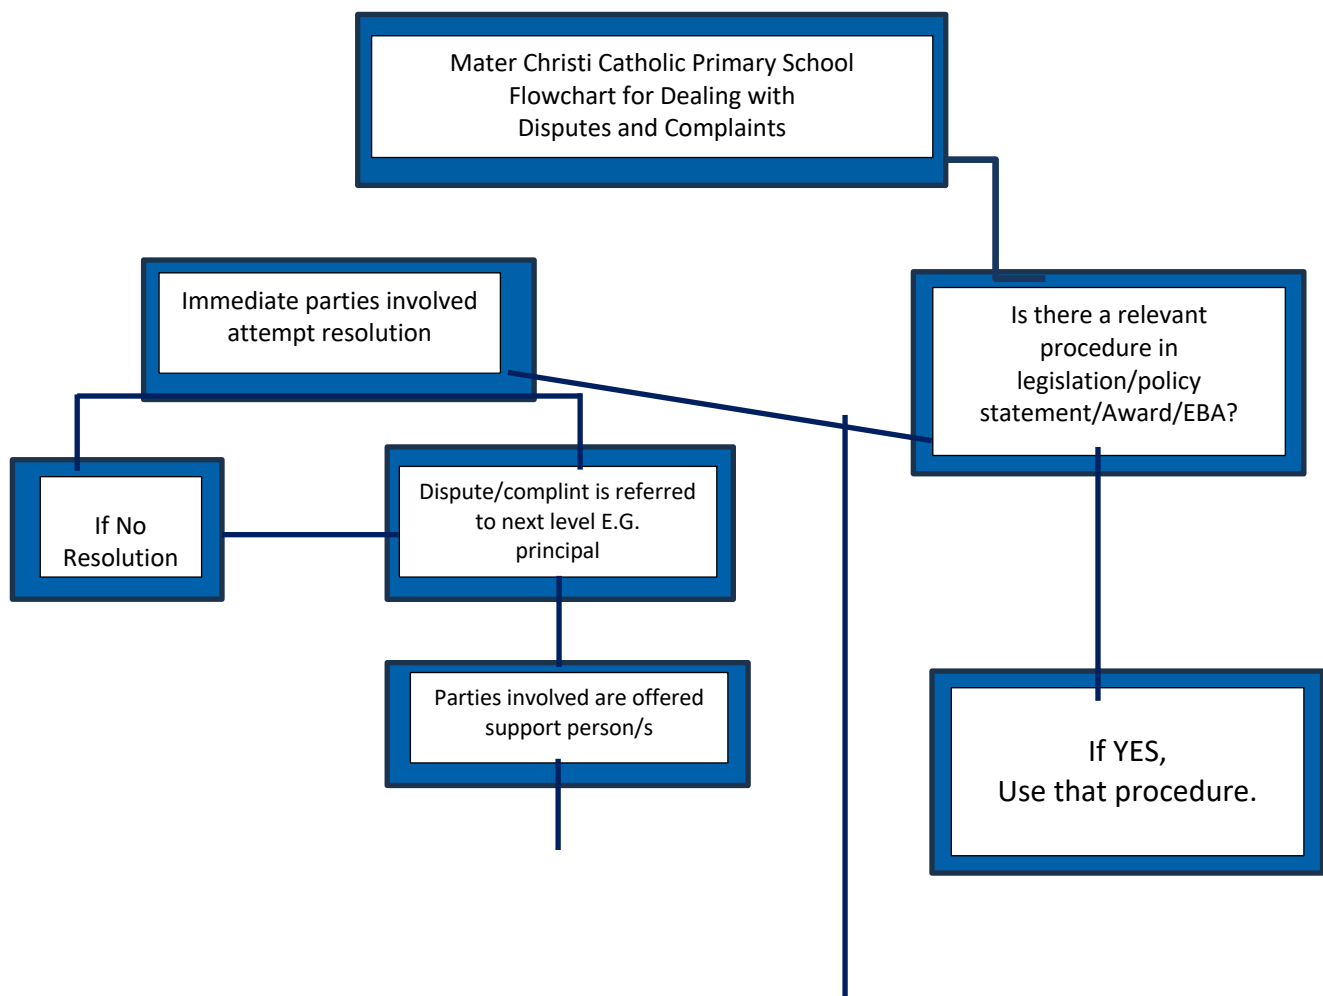 Mater Christi Catholic Primary School
Flowchart for Dealing with
Disputes and Complaints
Immediate parties involved
attempt resolution
Is there a relevant
procedure in
legislation/policy
statement/Award/EBA?
If No
Resolution
Dispute/complint is referred
to next level E.G.
principal
Parties involved are offered
support person/s
If YES,
Use that procedure.